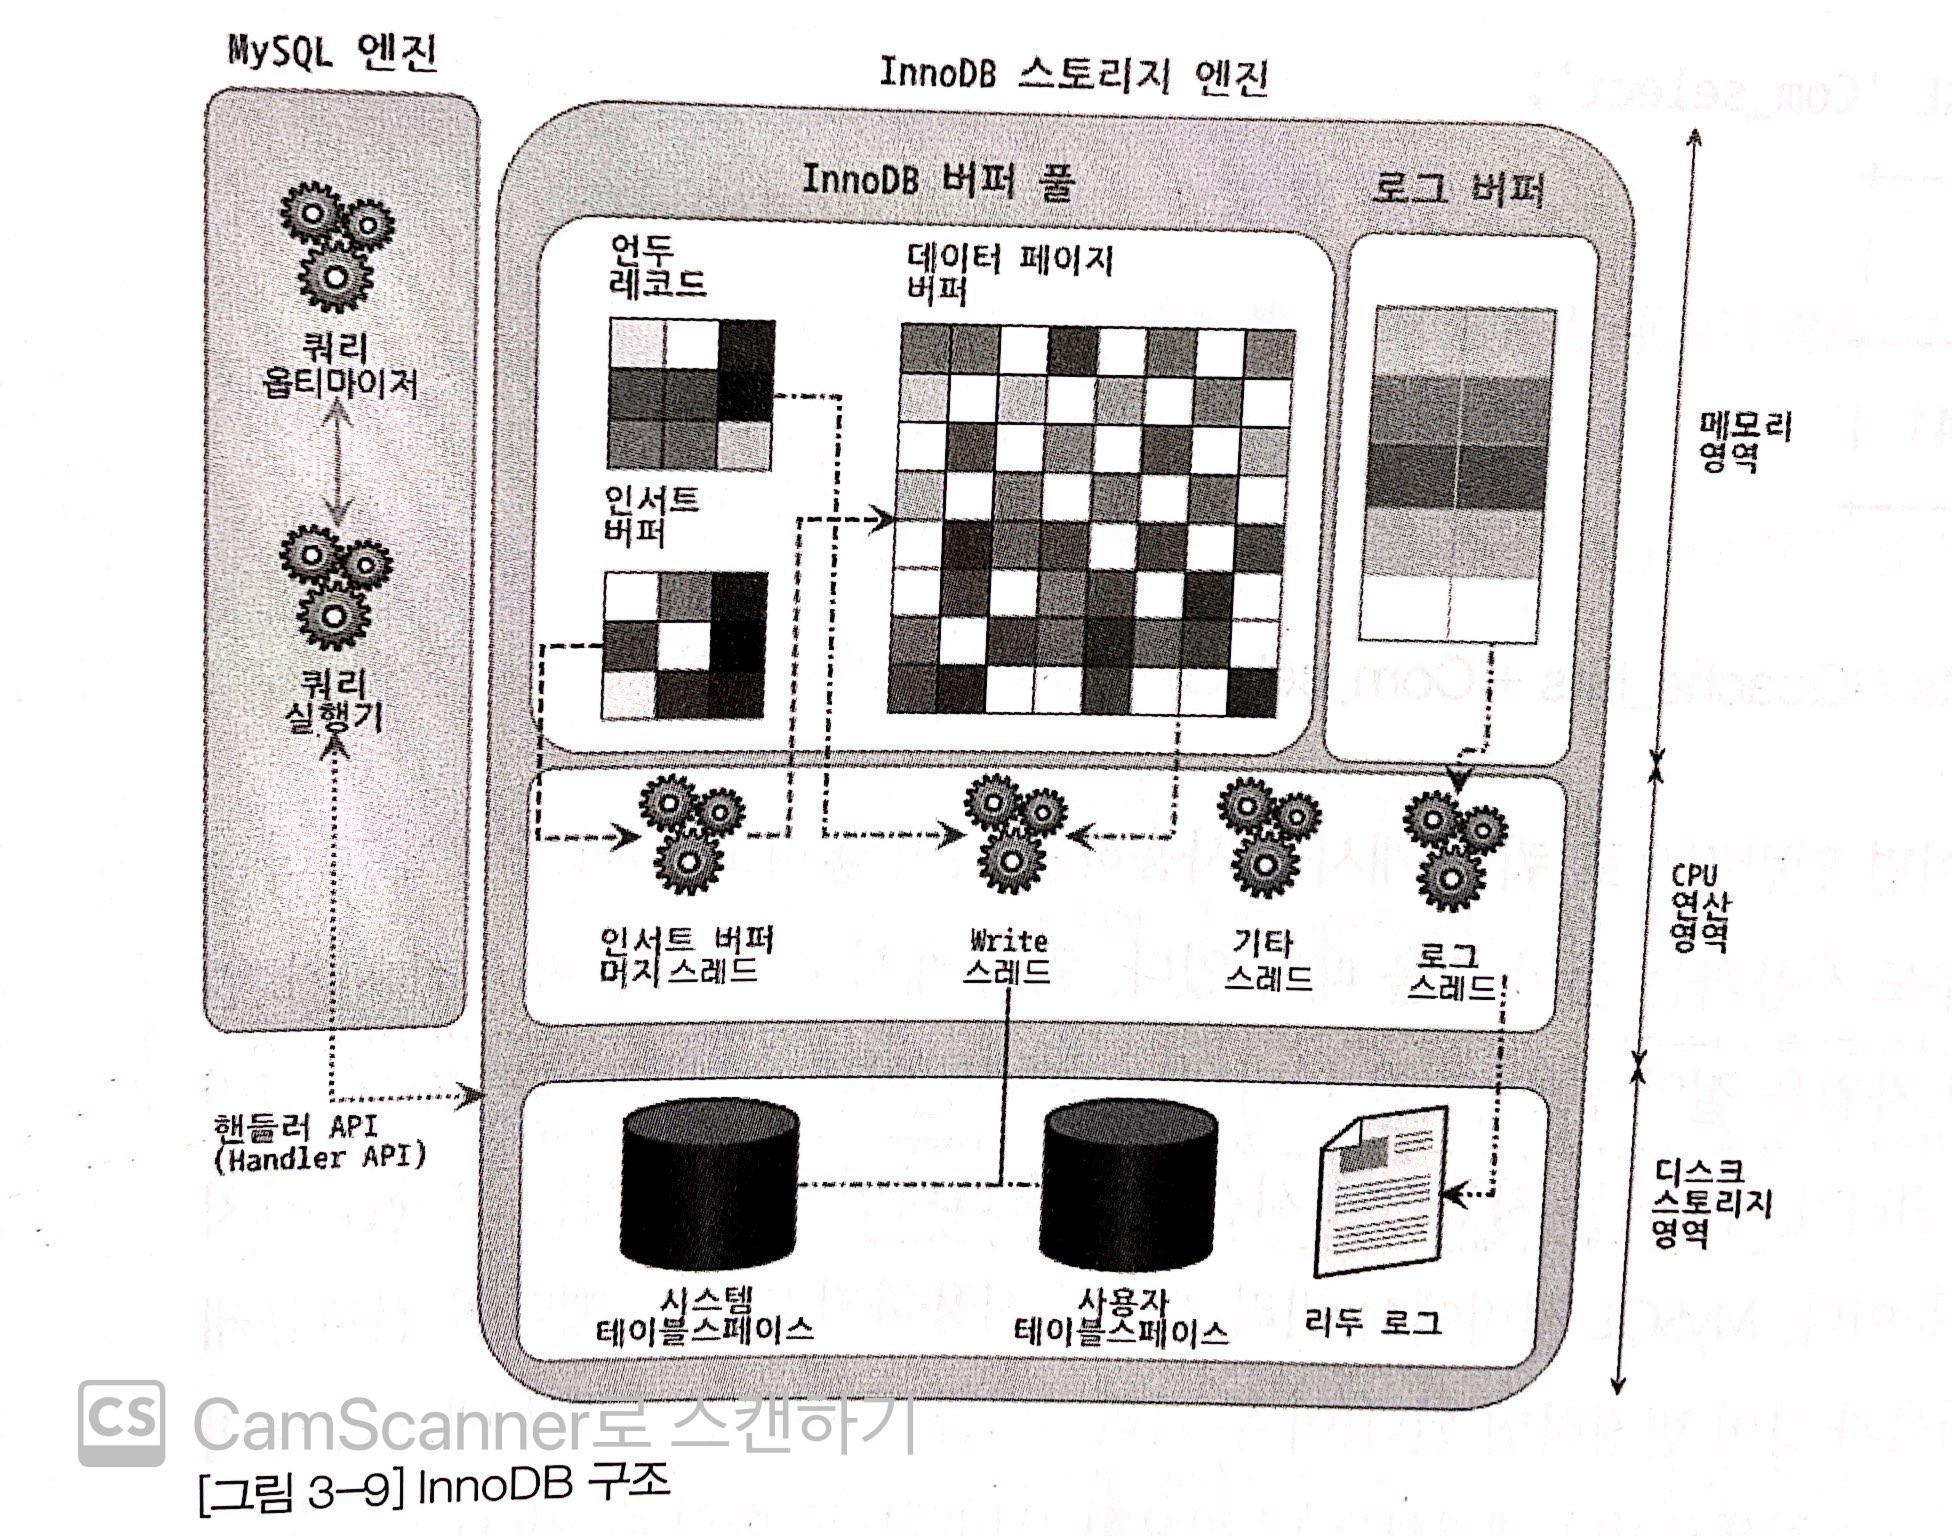 MySQL 엔진
InnoDB 스토리지 엔진
InnoDB 버퍼 풀
로그 버퍼
언두
레코드
데이터 페이지
버퍼
쿼리
옵티마이저
인서트
버퍼
쿼리
실행기
메모리
영역
인서트 버퍼
머지 스레드
Write
스레드
기타
스레드
로그
스레드
CPU
연산
영역
핸들러 API
(Handler API)
시스템
테이블스페이스
사용자
테이블스페이스
리두 로그
디스크
스토리지
영역
CS CamScanner로 스캔하기
[그림 3-9] InnoDB 구조